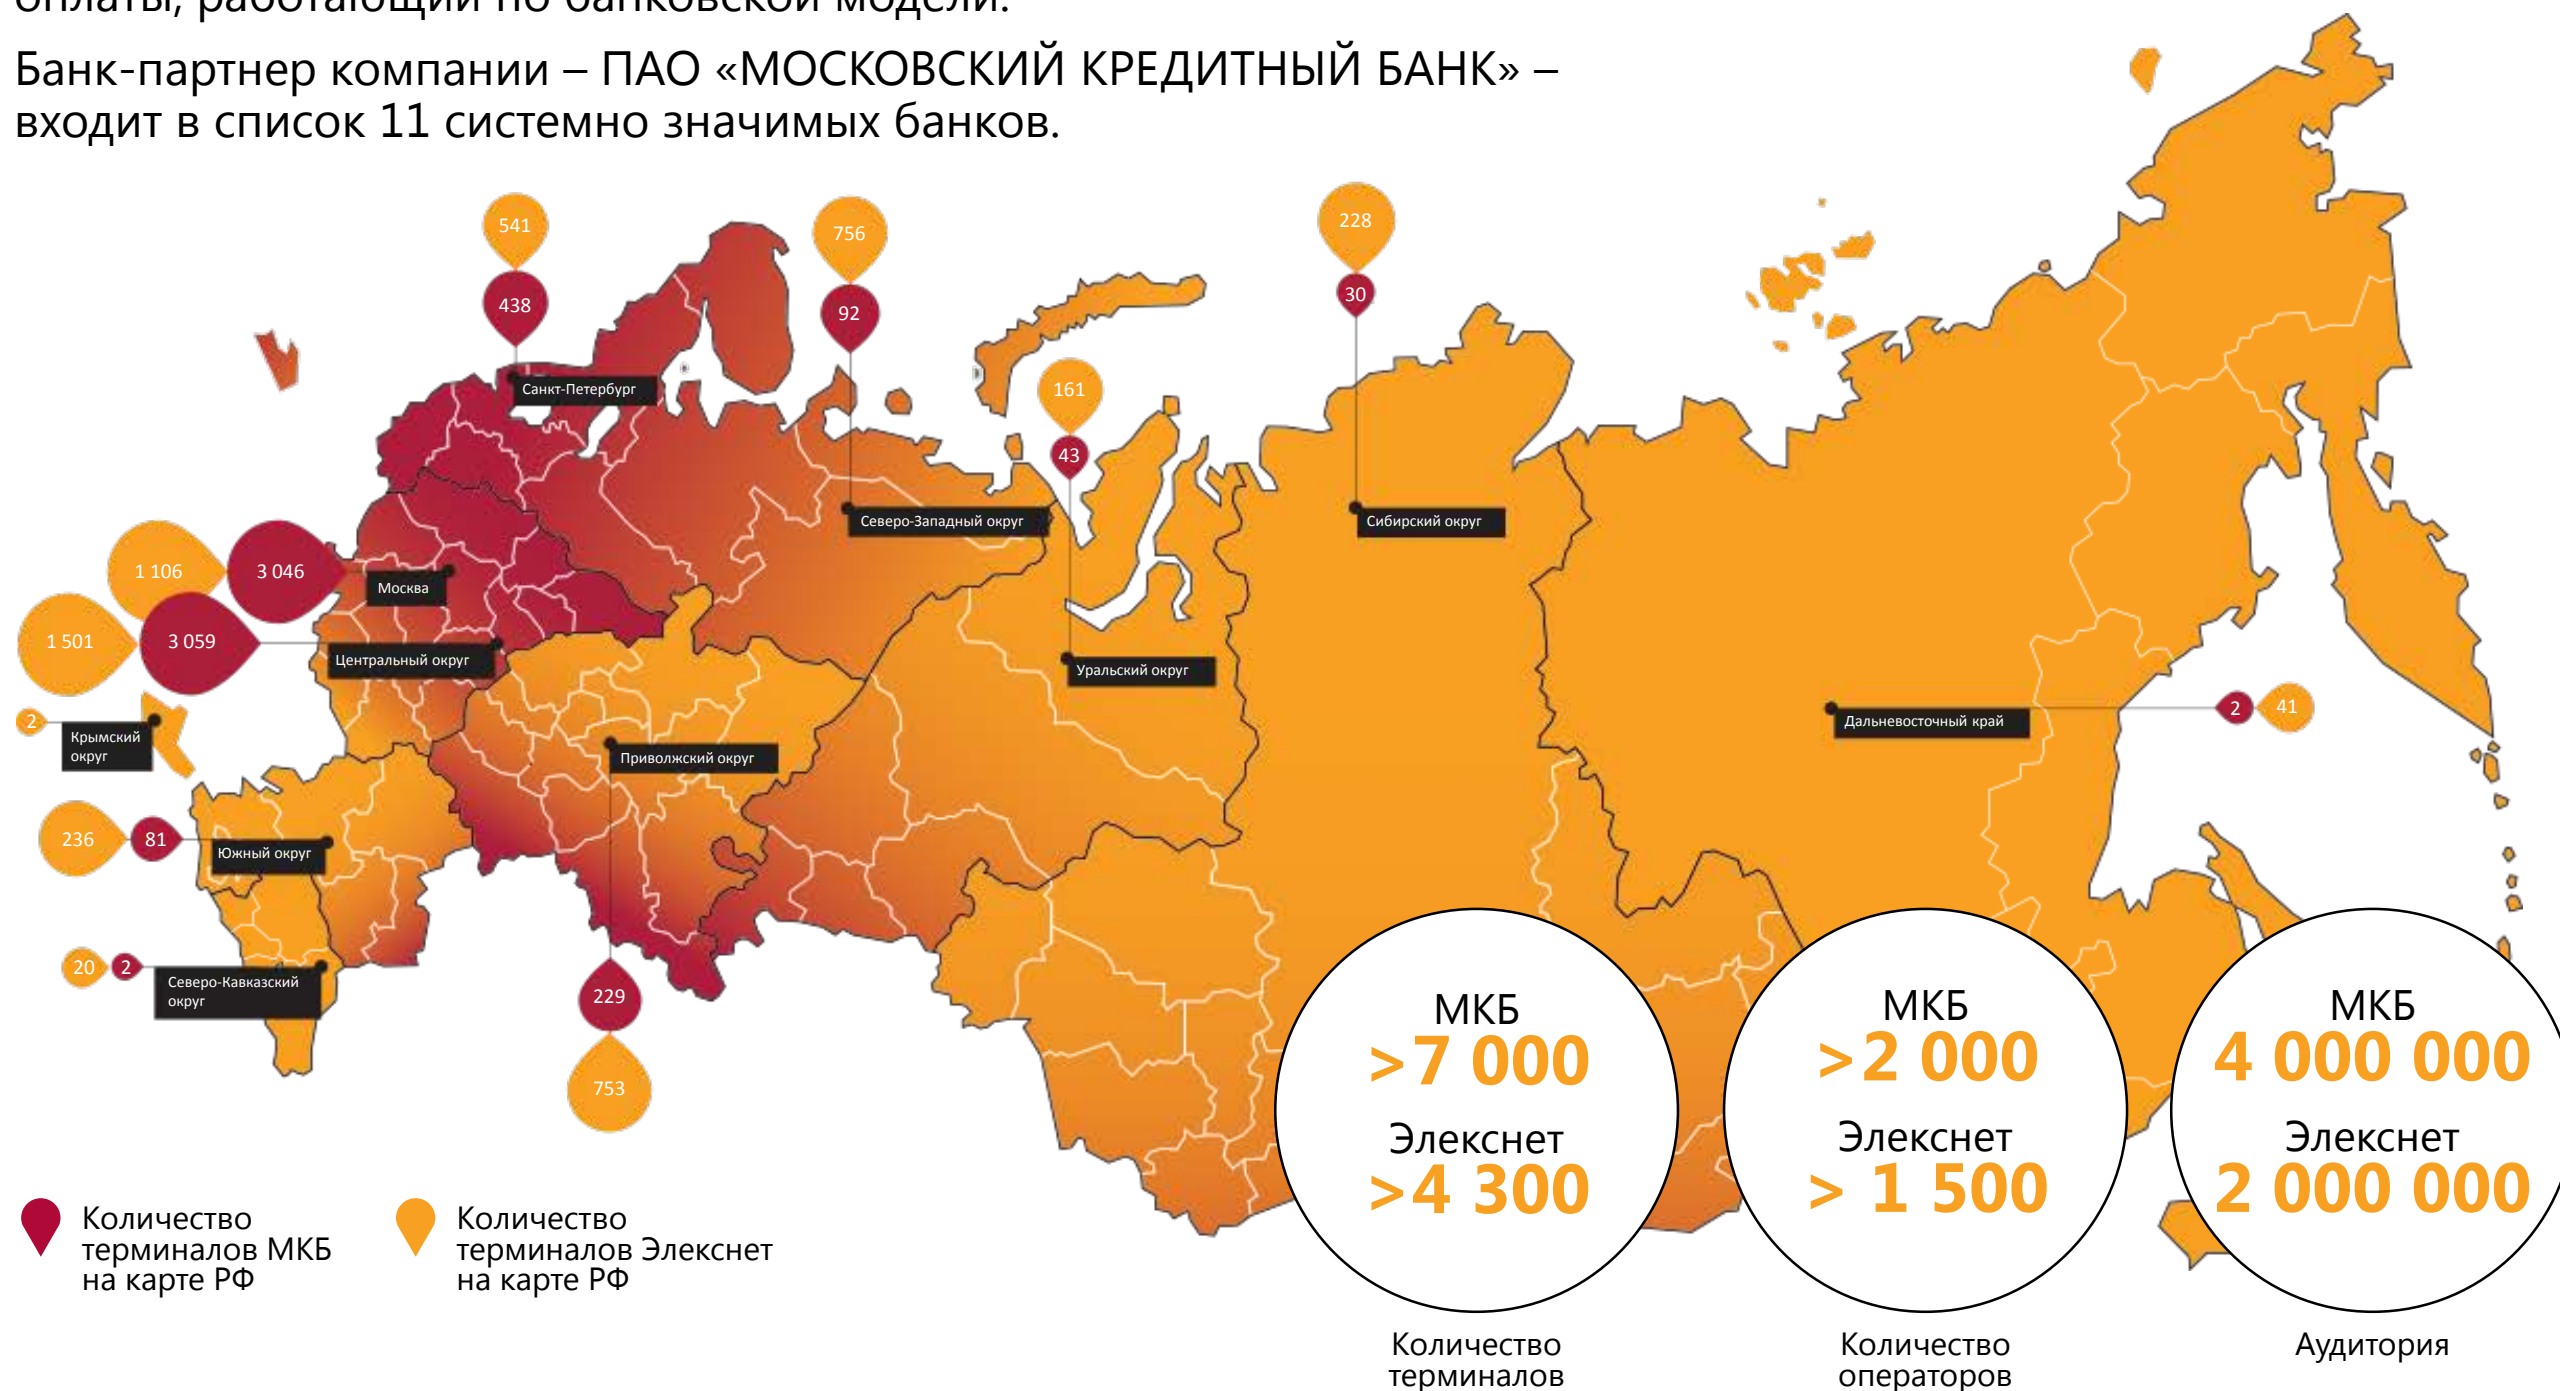 оплаты, работающий по банковской модели.
Банк-партнер компании – ПАО «МОСКОВСКИЙ КРЕДИТНЫЙ БАНК» –
входит в список 11 системно значимых банков.
541
438
Санкт-Петербург
756
92
Северо-Западный округ
161
43
Уральский округ
228
30
Сибирский округ
1 106
3 046
Москва
1 501
3 059
Центральный округ
2
Крымский
округ
Приволжский округ
229
753
Дальневосточный край
2
41
236
81
Южный округ
20
2
Северо-Кавказский
округ
МКБ
>7 000
Элекснет
>4 300
Количество
терминалов
МКБ
>2 000
Элекснет
> 1 500
Количество
операторов
МКБ
4 000 000
Элекснет
2 000 000
Аудитория
Количество
терминалов МКБ
на карте РФ
Количество
терминалов Элекснет
на карте РФ